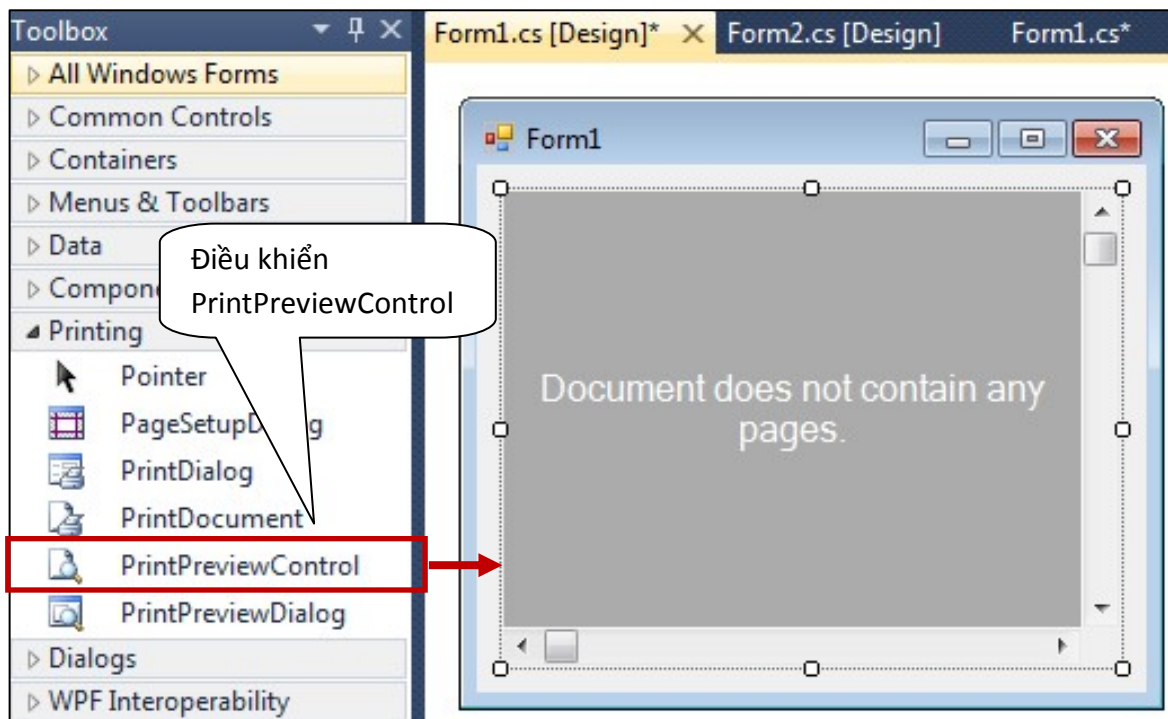 Toolbox
All Windows Forms
Common Controls
Containers
Menus & Toolbars
Data
Compone
Printing
Pointer
PageSetupD g
PrintDialog
PrintDocument
PrintPreviewControl
PrintPreviewDialog
Dialogs
WPF Interoperability
Điều khiển
PrintPreviewControl
Form1.cs [Design]* Form2.cs [Design] Form1.cs*
Form1
Document does not contain any
pages.